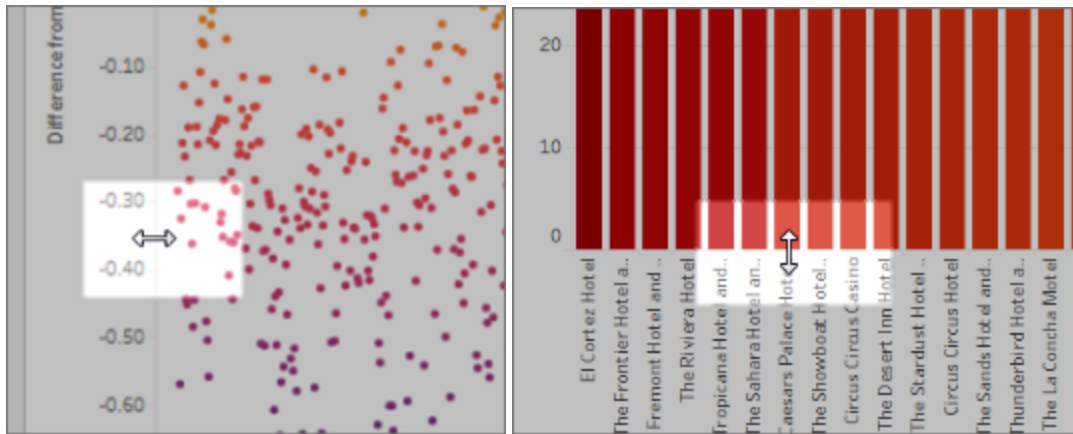 Difference from
-0.10
-0.20
-0.30
-0.40
-0.50
-0.60
20
10
0
El Cortez Hotel
The Frontier Hotel a..
Fremont Hotel and ..
The Riviera Hotel
Tropicana Hotel and..
The Sahara Hotel an..
Caesars Palace Hotel
The Showboat Hotel..
Circus Circus Casino
The Desert Inn Hotel
The Stardust Hotel ..
Circus Circus Hotel
The Sands Hotel and..
Thunderbird Hotel a..
The La Concha Motel